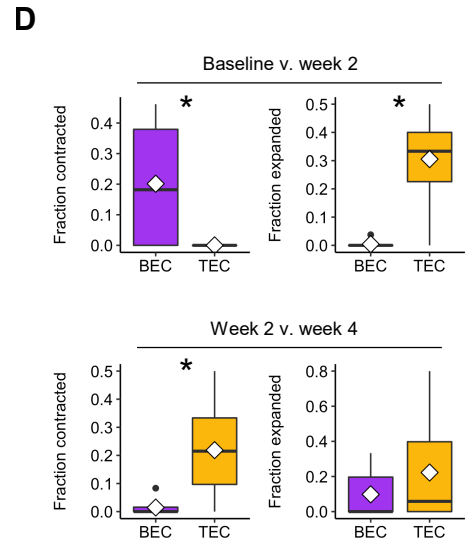 D
Baseline v. week 2
Fraction contracted
0.4
0.3
0.2
0.1
0.0
*
BEC TEC
Fraction expanded
0.5
0.4
0.3
0.2
0.1
0.0
*
BEC TEC
Week 2 v. week 4
Fraction contracted
0.5
0.4
0.3
0.2
0.1
0.0
*
BEC TEC
Fraction expanded
0.8
0.6
0.4
0.2
0.0
BEC TEC